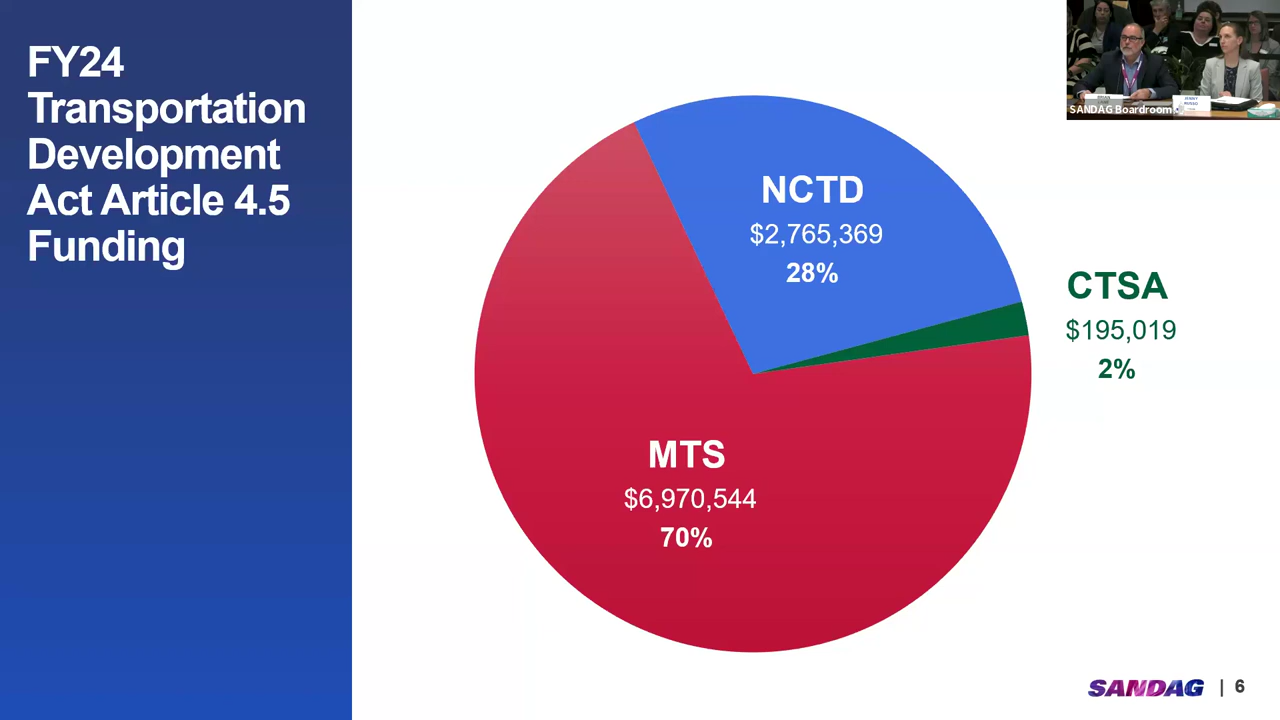 FY24
Transportation
Development
Act Article 4.5
Funding
NCTD
$2,765,369
28%
CTSA
$195,019
2%
MTS
$6,970,544
70%
SANDAG Boardroom
SANDAG | 6